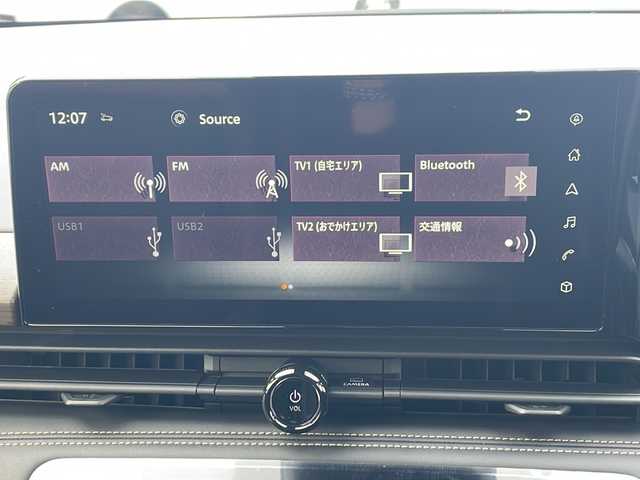 12:07
Source
AM
FM
TV1 (自宅エリア)
Bluetooth
USB1
USB2
TV2 (おでかけエリア)
交通情報
VOL
CAMERA